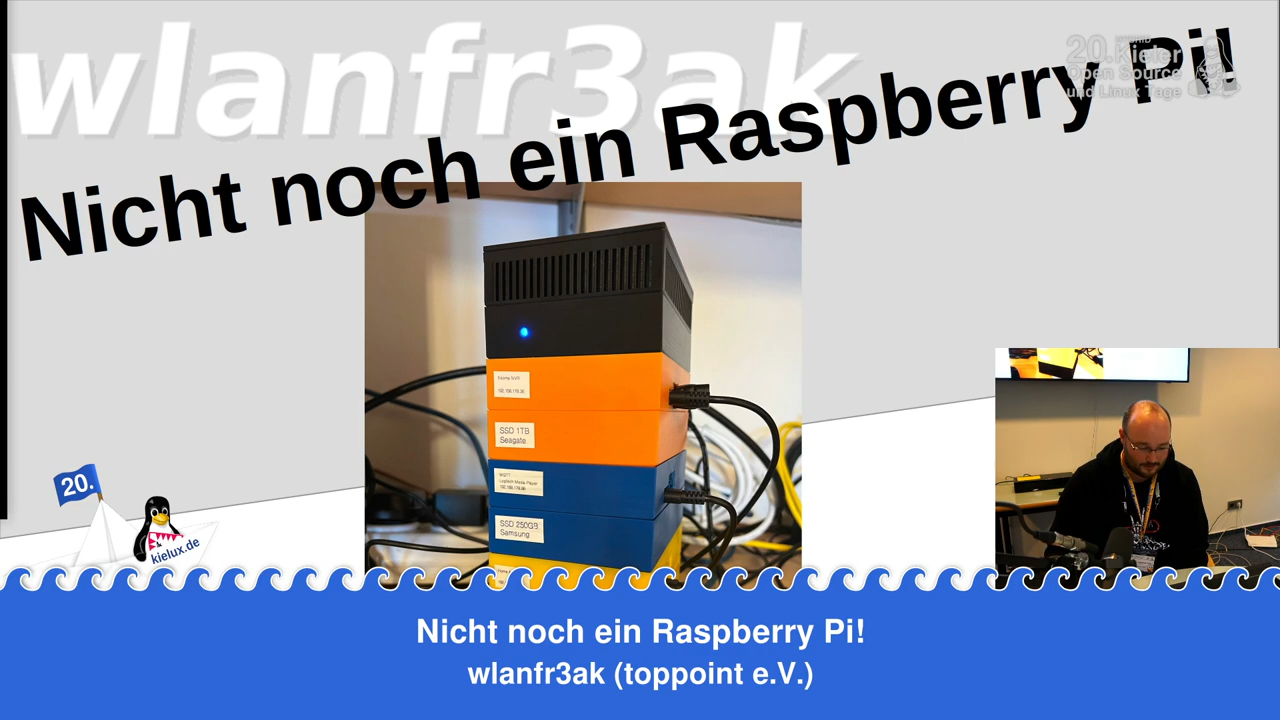 wlanfr3ak
20. Kieler
Open Source
und Linux Tage
Nicht noch ein Raspberry Pi!
SSD 1TB
Seagate
SSD 250GB
Samsung
20.
kielux.de
Nicht noch ein Raspberry Pi!
wlanfr3ak (toppoint e.V.)